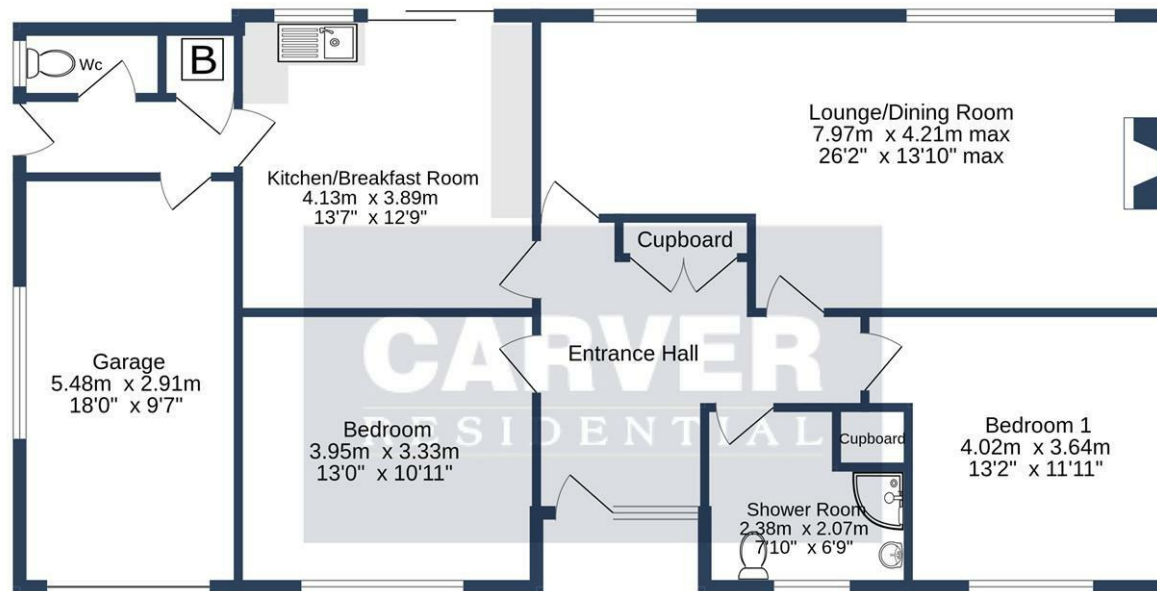 Wc
B
Lounge/Dining Room
7.97m x 4.21m max
26'2" x 13'10" max
Kitchen/Breakfast Room
4.13m x 3.89m
13'7" x 12'9"
Cupboard
CARVER
RESIDENTIAL
Entrance Hall
Garage
5.48m x 2.91m
18'0" x 9'7"
Bedroom
3.95m x 3.33m
13'0" x 10'11"
Cupboard
Bedroom 1
4.02m x 3.64m
13'2" x 11'11"
Shower Room
2.38m x 2.07m
7'10" x 6'9"